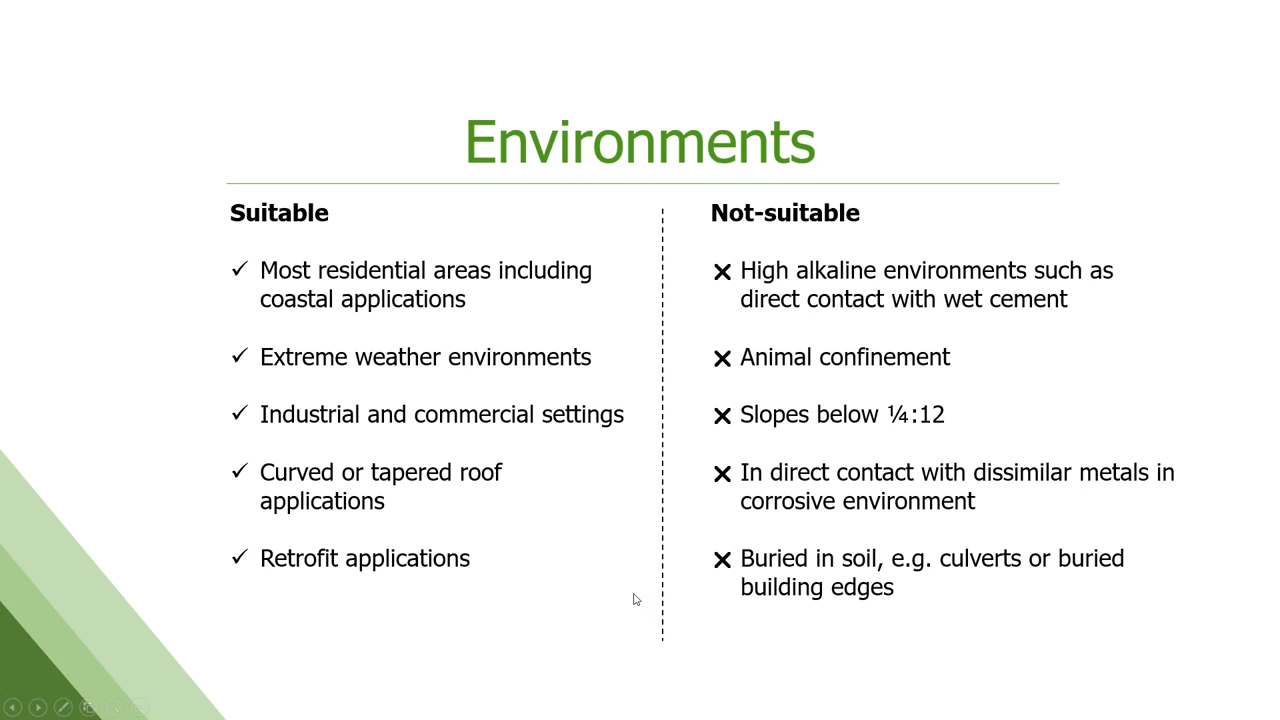 Environments
Suitable
✓ Most residential areas including
coastal applications
✓ Extreme weather environments
✓ Industrial and commercial settings
✓ Curved or tapered roof
applications
✓ Retrofit applications
Not-suitable
✕ High alkaline environments such as
direct contact with wet cement
✕ Animal confinement
✕ Slopes below ¼:12
✕ In direct contact with dissimilar metals in
corrosive environment
✕ Buried in soil, e.g. culverts or buried
building edges